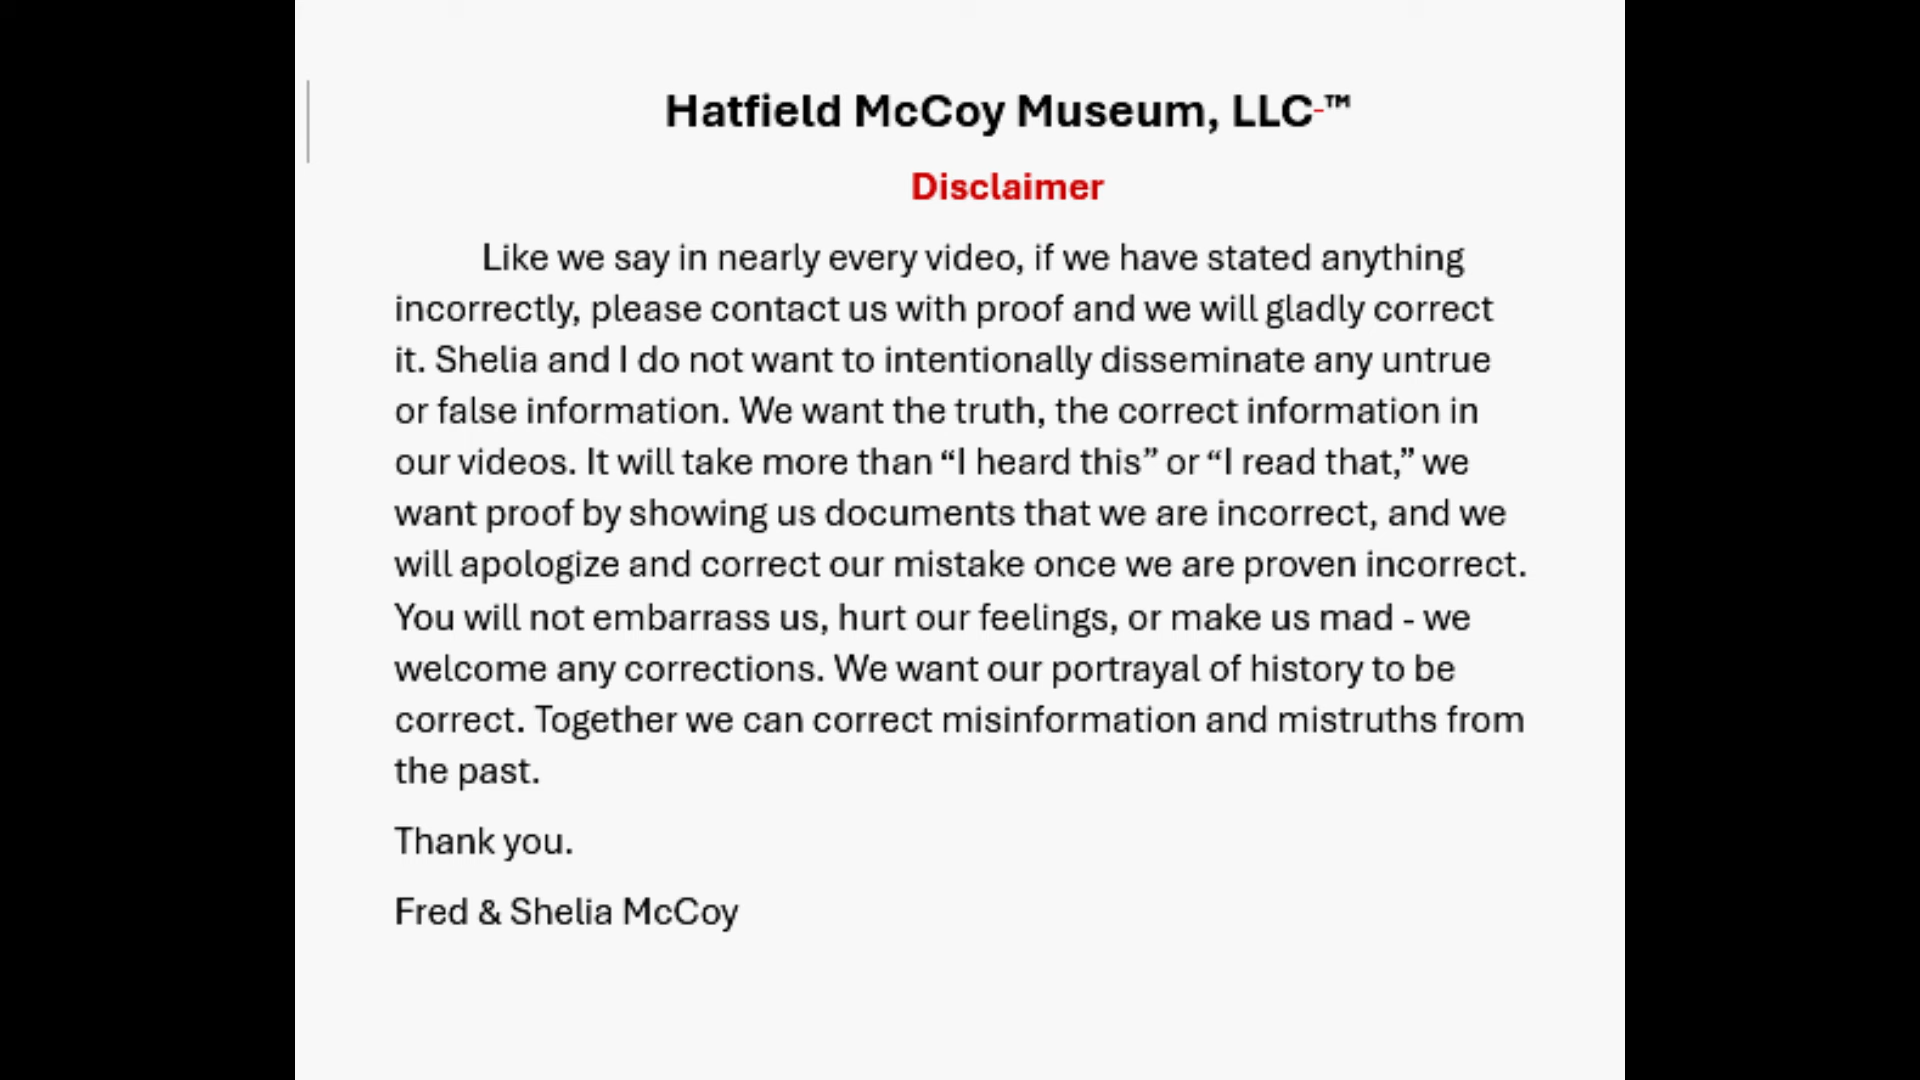 Hatfield McCoy Museum, LLC-™
Disclaimer
Like we say in nearly every video, if we have stated anything
incorrectly, please contact us with proof and we will gladly correct
it. Shelia and I do not want to intentionally disseminate any untrue
or false information. We want the truth, the correct information in
our videos. It will take more than “I heard this” or “I read that,” we
want proof by showing us documents that we are incorrect, and we
will apologize and correct our mistake once we are proven incorrect.
You will not embarrass us, hurt our feelings, or make us mad - we
welcome any corrections. We want our portrayal of history to be
correct. Together we can correct misinformation and mistruths from
the past.
Thank you.
Fred & Shelia McCoy